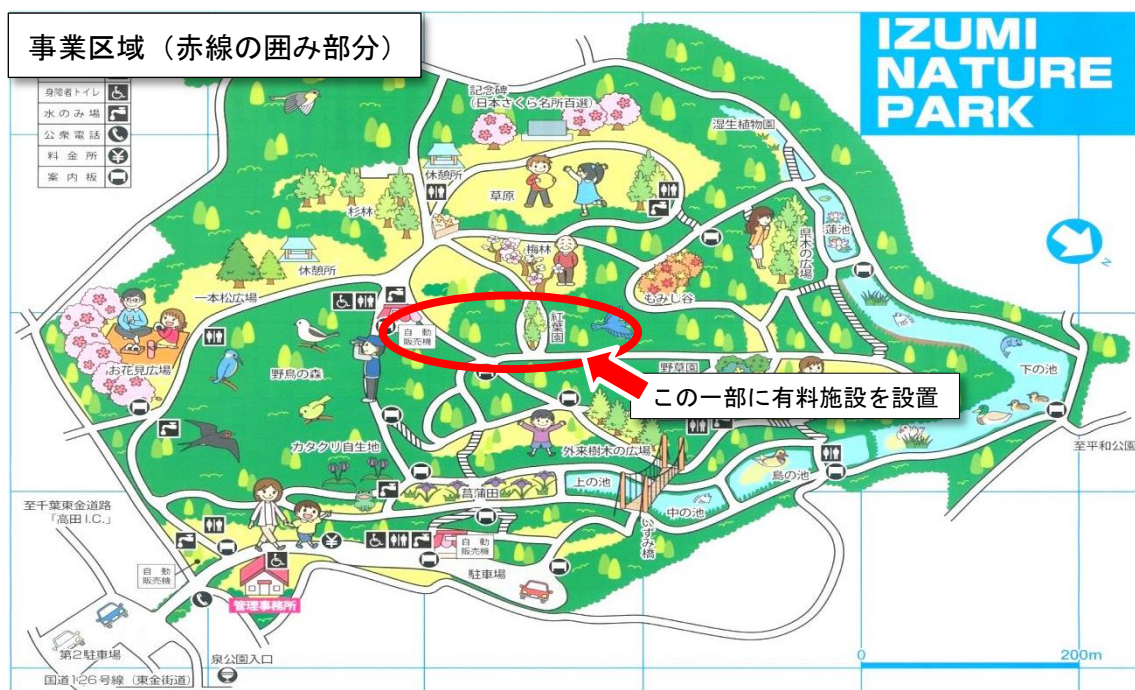 事業区域（赤線の囲み部分）
IZUMI
NATURE
PARK
身障者トイレ
水のみ場
公衆電話
料金所
案内板
記念碑
（日本さくら名所百選）
湿生植物園
休憩所
草原
杉林
蓮池
県木の広場
梅林
休憩所
もみじ谷
一本松広場
自動
販売機
紅葉園
お花見広場
野鳥の森
野草園
下の池
この一部に有料施設を設置
カタクリ自生地
外来樹木の広場
至平和公園
菖蒲田
上の池
島の池
中の池
至千葉東金道路
「高田I.C.」
いずみ橋
自動
販売機
駐車場
自動
販売機
管理事務所
第2駐車場
泉公園入口
国道126号線（東金街道）
0
200m
N